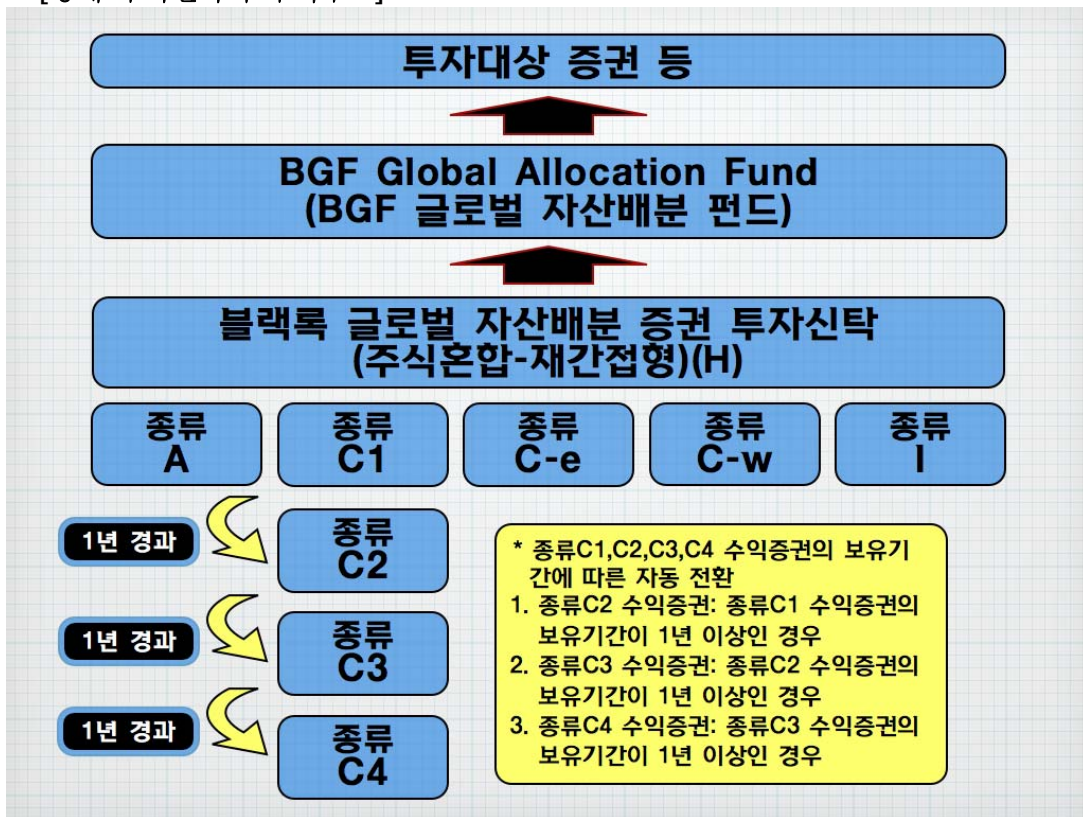 투자대상 증권 등
BGF Global Allocation Fund
(BGF 글로벌 자산배분 펀드)
블랙록 글로벌 자산배분 증권 투자신탁
(주식혼합-재간접형)(H)
종류
A
종류
C1
종류
C-e
종류
C-w
종류
I
1년 경과
종류
C2
1년 경과
종류
C3
1년 경과
종류
C4
* 종류C1,C2,C3,C4 수익증권의 보유기
간에 따른 자동 전환
1. 종류C2 수익증권: 종류C1 수익증권의
보유기간이 1년 이상인 경우
2. 종류C3 수익증권: 종류C2 수익증권의
보유기간이 1년 이상인 경우
3. 종류C4 수익증권: 종류C3 수익증권의
보유기간이 1년 이상인 경우